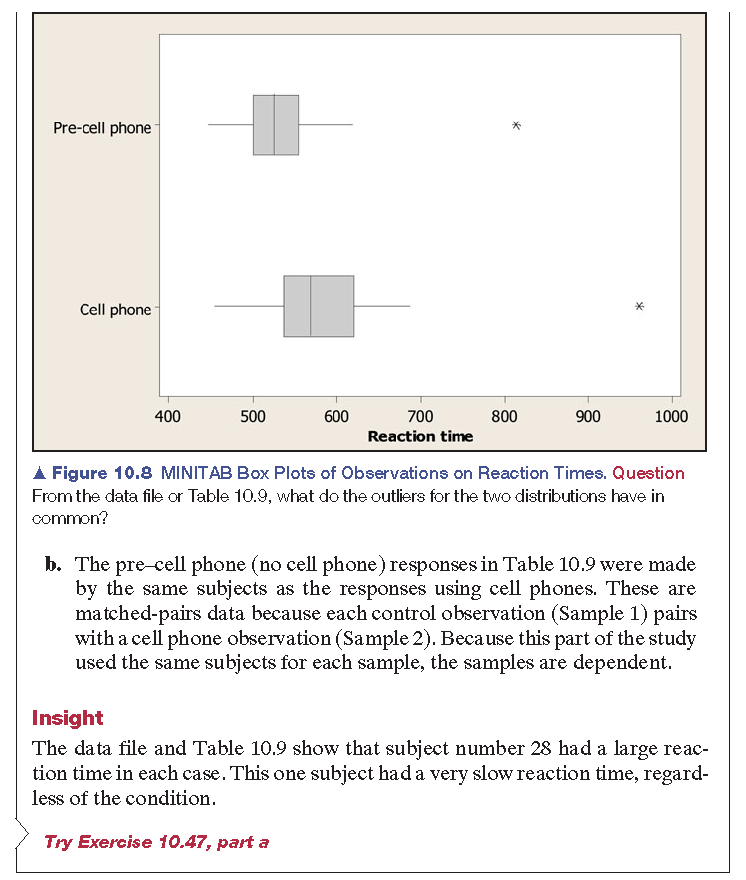 Pre-cell phone
Cell phone
400 500 600 700 800 900 1000
Reaction time
▲ Figure 10.8 MINITAB Box Plots of Observations on Reaction Times. Question
From the data file or Table 10.9, what do the outliers for the two distributions have in
common?
b. The pre–cell phone (no cell phone) responses in Table 10.9 were made
by the same subjects as the responses using cell phones. These are
matched-pairs data because each control observation (Sample 1) pairs
with a cell phone observation (Sample 2). Because this part of the study
used the same subjects for each sample, the samples are dependent.
Insight
The data file and Table 10.9 show that subject number 28 had a large reac-
tion time in each case. This one subject had a very slow reaction time, regard-
less of the condition.
Try Exercise 10.47, part a